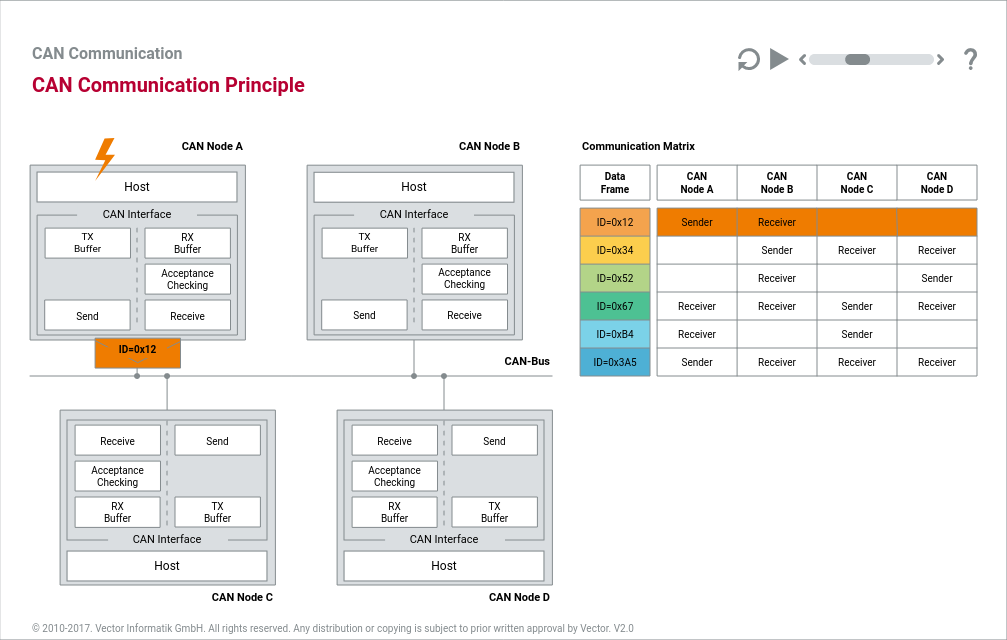 CAN Communication
CAN Communication Principle
?
CAN Node A
Host
CAN Interface
TX
Buffer
RX
Buffer
Acceptance
Checking
Send
Receive
ID=0x12
CAN Node B
Host
CAN Interface
TX
Buffer
RX
Buffer
Acceptance
Checking
Send
Receive
CAN-Bus
Receive
Send
Acceptance
Checking
RX
Buffer
TX
Buffer
CAN Interface
Host
CAN Node C
Receive
Send
Acceptance
Checking
RX
Buffer
TX
Buffer
CAN Interface
Host
CAN Node D
Communication Matrix
Data Frame CAN Node A CAN Node B CAN Node C CAN Node D
ID=0x12 Sender Receiver
ID=0x34 Sender Receiver Receiver
ID=0x52 Receiver Sender
ID=0x67 Receiver Receiver Sender Receiver
ID=0xB4 Receiver Sender
ID=0x3A5 Sender Receiver Receiver Receiver
© 2010-2017. Vector Informatik GmbH. All rights reserved. Any distribution or copying is subject to prior written approval by Vector. V2.0